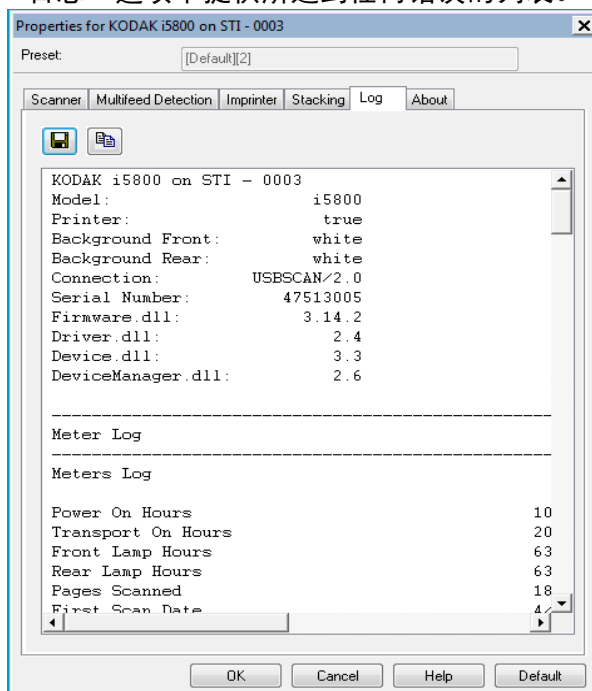 Properties for KODAK i5800 on STI - 0003
Preset: [Default][2]
Scanner Multifeed Detection Imprinter Stacking Log About
KODAK i5800 on STI - 0003
Model: i5800
Printer: true
Background Front: white
Background Rear: white
Connection: USBSCAN/2.0
Serial Number: 47513005
Firmware.dll: 3.14.2
Driver.dll: 2.4
Device.dll: 3.3
DeviceManager.dll: 2.6
Meter Log
Meters Log
Power On Hours 10
Transport On Hours 20
Front Lamp Hours 63
Rear Lamp Hours 63
Pages Scanned 18
First Scan Date 4/
OK Cancel Help Default